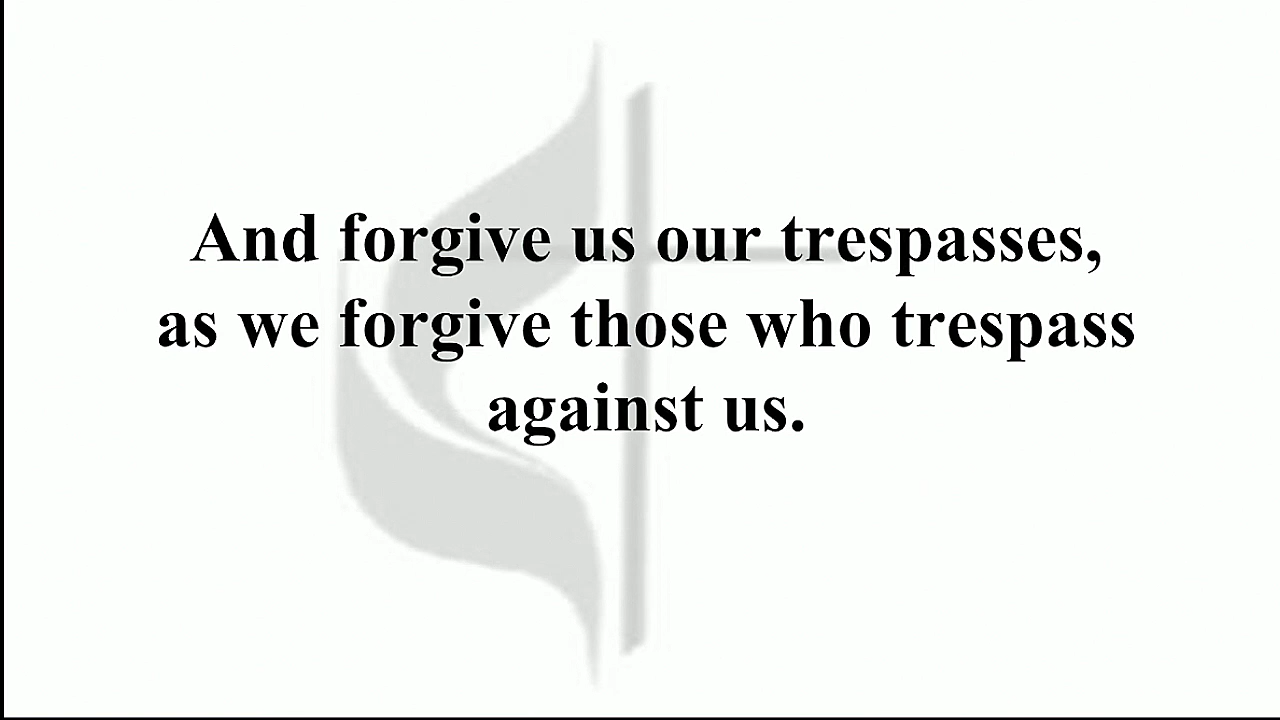 And forgive us our trespasses,
as we forgive those who trespass
against us.